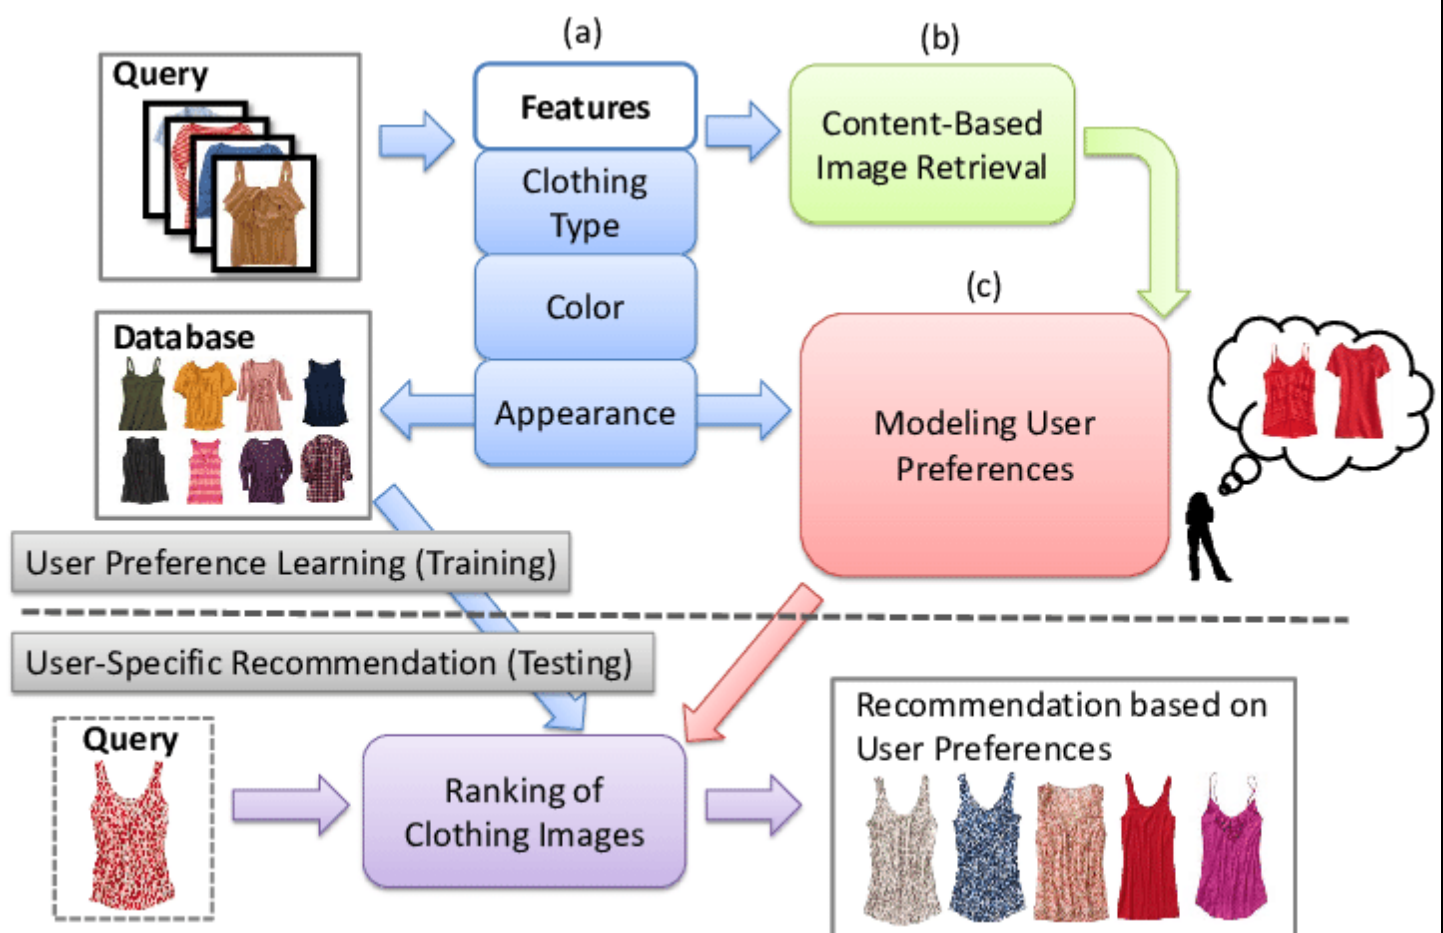 (a)
(b)
Query
Features
Content-Based
Image Retrieval
Clothing
Type
Color
(c)
Database
Appearance
Modeling User
Preferences
User Preference Learning (Training)
User-Specific Recommendation (Testing)
Query
Ranking of
Clothing Images
Recommendation based on
User Preferences